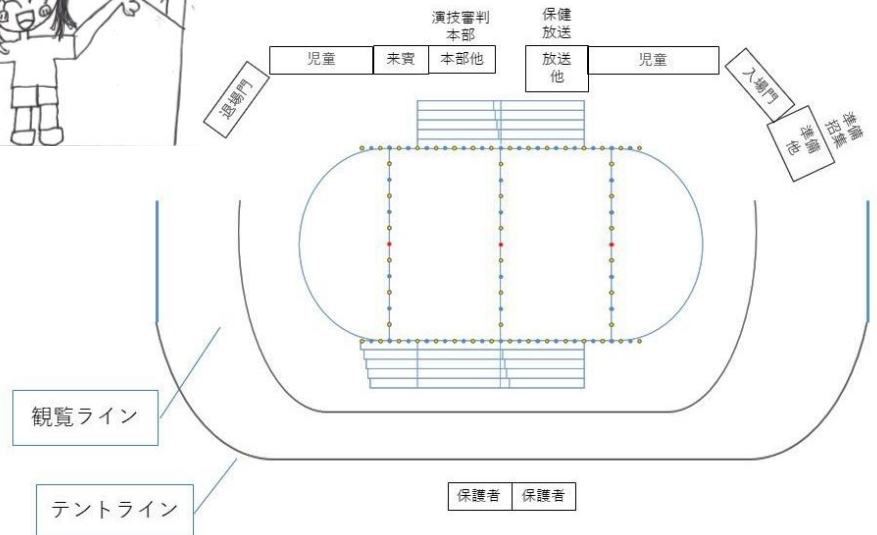 演技審判
本部
保健
放送
退場門
児童
来賓
本部他
放送
他
児童
入場門
準備
他
準備
招集
観覧ライン
テントライン
保護者
保護者